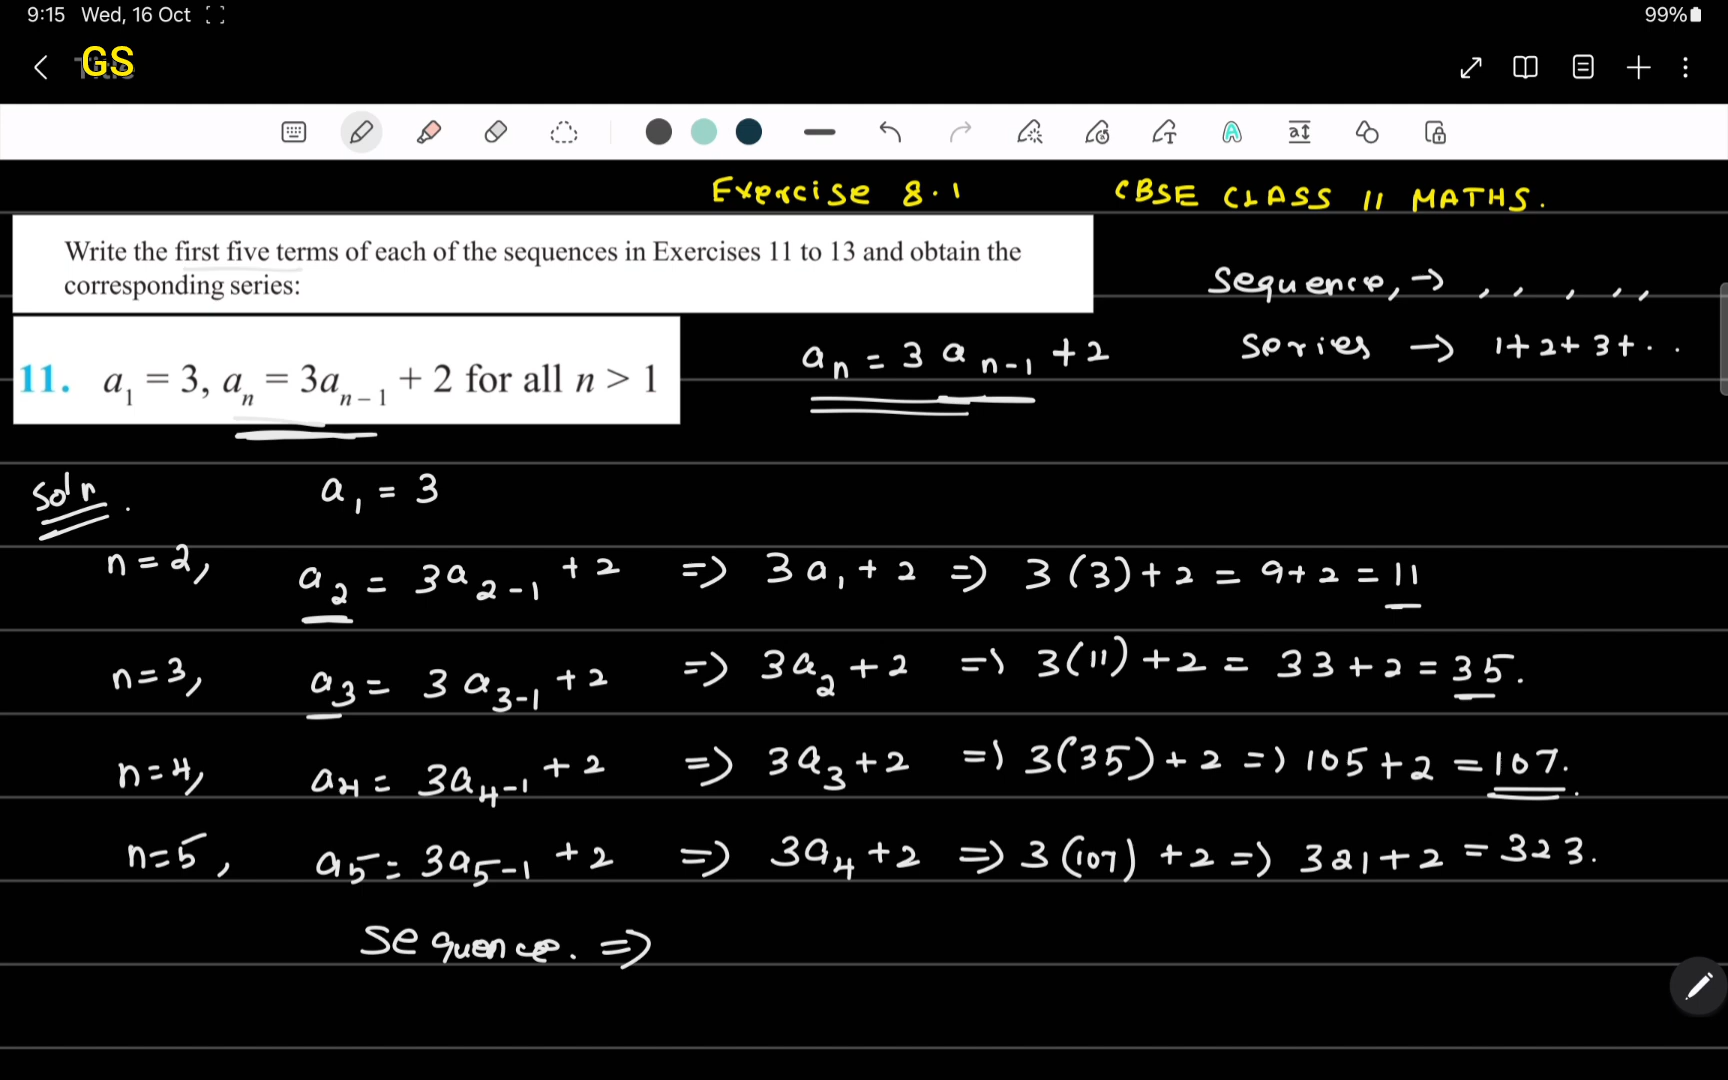 9:15 Wed, 16 Oct
99%
GS
Exercise 8.1 CBSE CLASS 11 MATHS.
Write the first five terms of each of the sequences in Exercises 11 to 13 and obtain the
corresponding series:
Sequence, → , , , , ,
Series → 1+2+3+...
11. a₁ = 3, aₙ = 3aₙ₋₁ + 2 for all n > 1
aₙ = 3aₙ₋₁ + 2
Soln. a₁ = 3
n=2, a₂ = 3a₂₋₁ + 2 => 3a₁ + 2 => 3(3)+2 = 9+2 = 11
n=3, a₃ = 3a₃₋₁ + 2 => 3a₂ + 2 => 3(11)+2 = 33+2 = 35.
n=4, a₄ = 3a₄₋₁ + 2 => 3a₃ + 2 => 3(35)+2 => 105+2 = 107.
n=5, a₅ = 3a₅₋₁ + 2 => 3a₄ + 2 => 3(107) + 2 => 321+2 = 323.
Sequence. =>